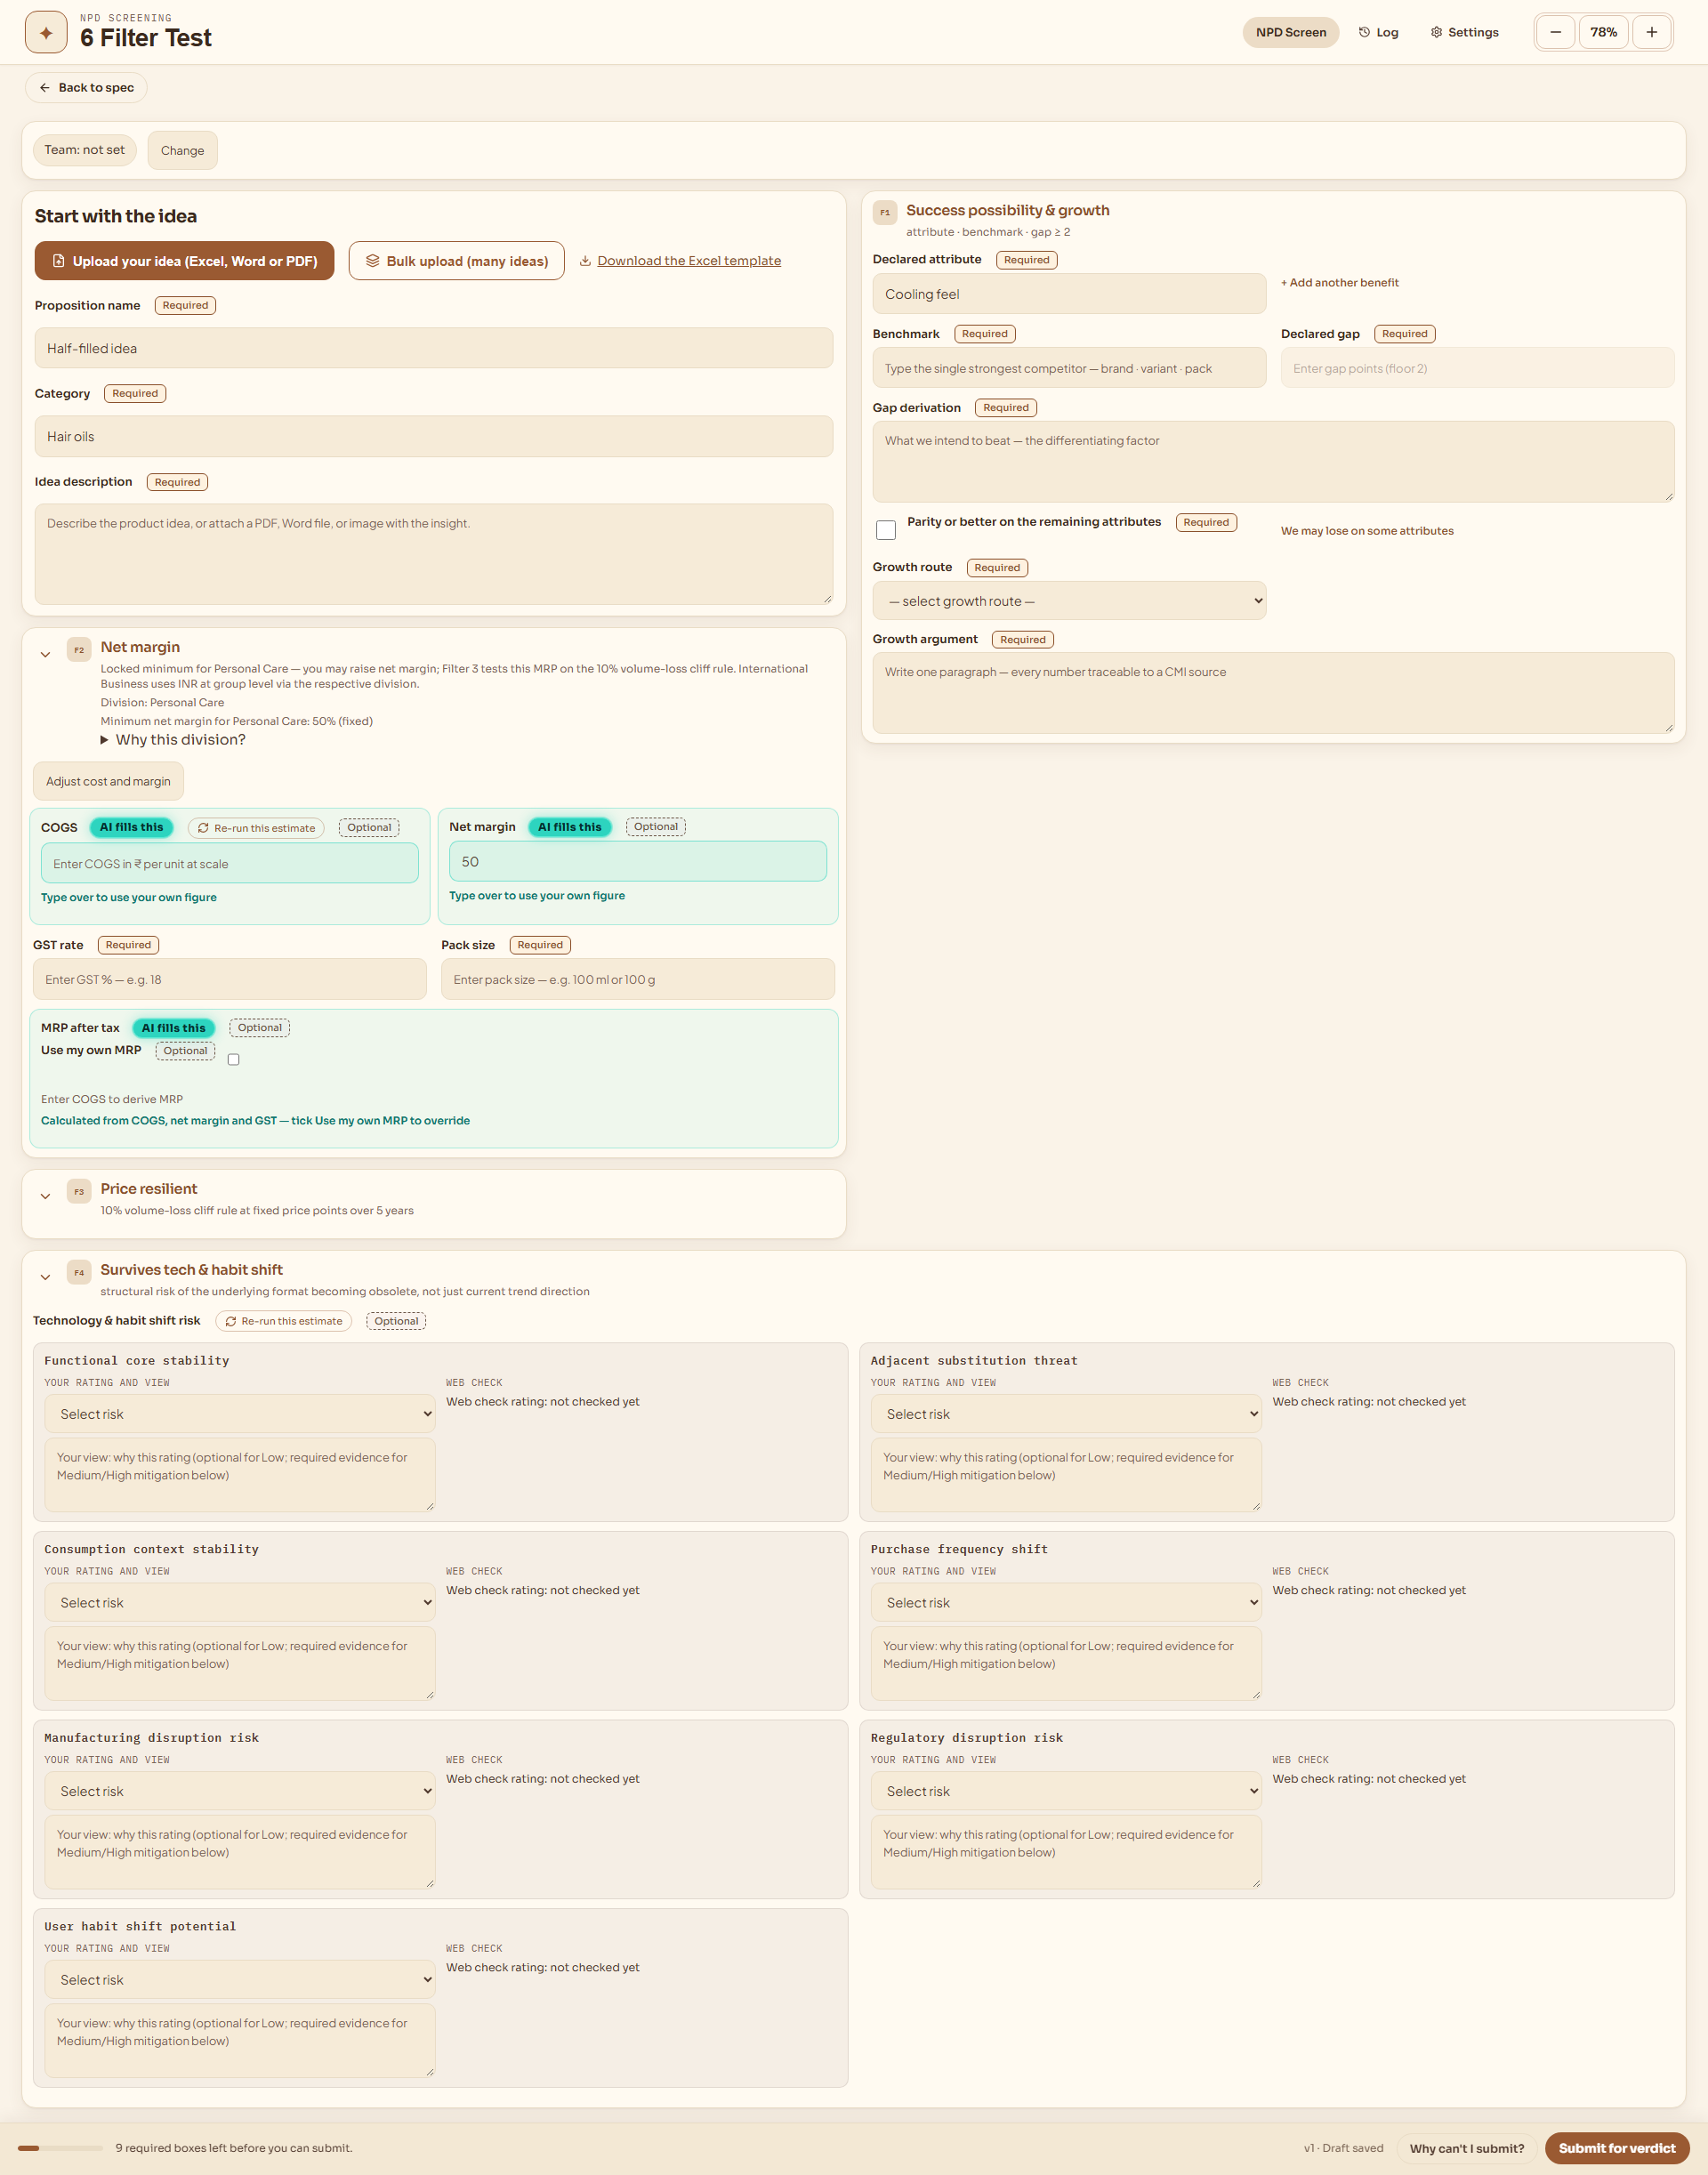 NPD SCREENING
6 Filter Test
NPD Screen
Log
Settings
78%
Back to spec
Team: not set
Change
Start with the idea
Upload your idea (Excel, Word or PDF)
Bulk upload (many ideas)
Download the Excel template
Proposition name Required
Half-filled idea
Category Required
Hair oils
Idea description Required
Describe the product idea, or attach a PDF, Word file, or image with the insight.
F1 Success possibility & growth
attribute · benchmark · gap ≥ 2
Declared attribute Required
Cooling feel
+ Add another benefit
Benchmark Required
Type the single strongest competitor — brand · variant · pack
Declared gap Required
Enter gap points (floor 2)
Gap derivation Required
What we intend to beat — the differentiating factor
Parity or better on the remaining attributes Required
We may lose on some attributes
Growth route Required
— select growth route —
Growth argument Required
Write one paragraph — every number traceable to a CMI source
F2 Net margin
Locked minimum for Personal Care — you may raise net margin; Filter 3 tests this MRP on the 10% volume-loss cliff rule. International
Business uses INR at group level via the respective division.
Division: Personal Care
Minimum net margin for Personal Care: 50% (fixed)
Why this division?
Adjust cost and margin
COGS AI fills this Re-run this estimate Optional
Enter COGS in ₹ per unit at scale
Type over to use your own figure
Net margin AI fills this Optional
50
Type over to use your own figure
GST rate Required
Enter GST % — e.g. 18
Pack size Required
Enter pack size — e.g. 100 ml or 100 g
MRP after tax AI fills this Optional
Use my own MRP Optional
Enter COGS to derive MRP
Calculated from COGS, net margin and GST — tick Use my own MRP to override
F3 Price resilient
10% volume-loss cliff rule at fixed price points over 5 years
F4 Survives tech & habit shift
structural risk of the underlying format becoming obsolete, not just current trend direction
Technology & habit shift risk Re-run this estimate Optional
Functional core stability
YOUR RATING AND VIEW
Select risk
Your view: why this rating (optional for Low; required evidence for
Medium/High mitigation below)
WEB CHECK
Web check rating: not checked yet
Adjacent substitution threat
YOUR RATING AND VIEW
Select risk
Your view: why this rating (optional for Low; required evidence for
Medium/High mitigation below)
WEB CHECK
Web check rating: not checked yet
Consumption context stability
YOUR RATING AND VIEW
Select risk
Your view: why this rating (optional for Low; required evidence for
Medium/High mitigation below)
WEB CHECK
Web check rating: not checked yet
Purchase frequency shift
YOUR RATING AND VIEW
Select risk
Your view: why this rating (optional for Low; required evidence for
Medium/High mitigation below)
WEB CHECK
Web check rating: not checked yet
Manufacturing disruption risk
YOUR RATING AND VIEW
Select risk
Your view: why this rating (optional for Low; required evidence for
Medium/High mitigation below)
WEB CHECK
Web check rating: not checked yet
Regulatory disruption risk
YOUR RATING AND VIEW
Select risk
Your view: why this rating (optional for Low; required evidence for
Medium/High mitigation below)
WEB CHECK
Web check rating: not checked yet
User habit shift potential
YOUR RATING AND VIEW
Select risk
Your view: why this rating (optional for Low; required evidence for
Medium/High mitigation below)
WEB CHECK
Web check rating: not checked yet
9 required boxes left before you can submit.
v1 · Draft saved
Why can't I submit?
Submit for verdict